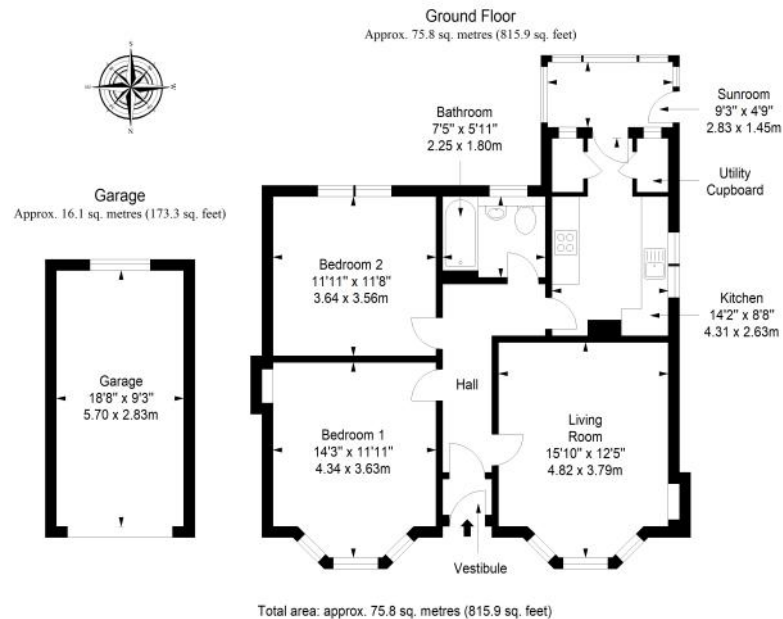 Ground Floor
Approx. 75.8 sq. metres (815.9 sq. feet)
S
N
Garage
Approx. 16.1 sq. metres (173.3 sq. feet)
Bathroom
7'5" x 5'11"
2.25 x 1.80m
Sunroom
9'3" x 4'9"
2.83 x 1.45m
Utility
Cupboard
Bedroom 2
11'11" x 11'8"
3.64 x 3.56m
Kitchen
14'2" x 8'8"
4.31 x 2.63m
Garage
18'8" x 9'3"
5.70 x 2.83m
Hall
Bedroom 1
14'3" x 11'11"
4.34 x 3.63m
Living
Room
15'10" x 12'5"
4.82 x 3.79m
Vestibule
Total area: approx. 75.8 sq. metres (815.9 sq. feet)